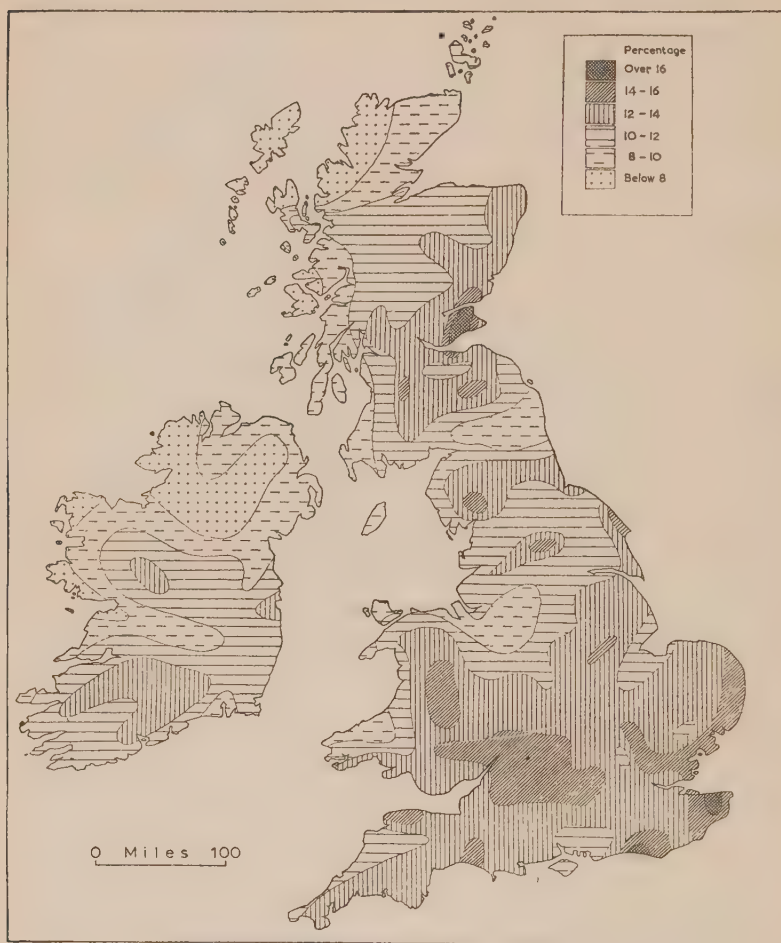 Percentage
Over 16
14 - 16
12 - 14
10 - 12
8 - 10
Below 8
0 Miles 100